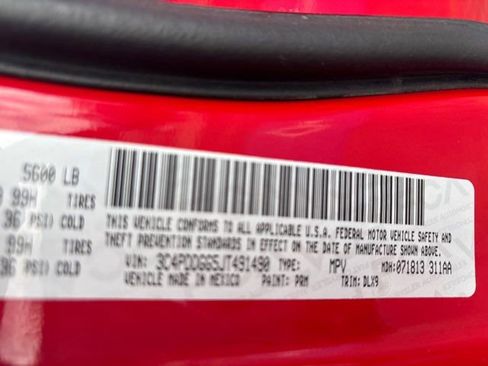 5600 LB
99H TIRES
36 PSI) COLD
99H TIRES
36 PSI) COLD
THIS VEHICLE CONFORMS TO ALL APPLICABLE U.S.A. FEDERAL MOTOR VEHICLE SAFETY AND
THEFT PREVENTION STANDARDS IN EFFECT ON THE DATE OF MANUFACTURE SHOWN ABOVE.
VIN: 3C4PDDGG5JT491490 TYPE: MPV MDH: 071813 311AA
VEHICLE MADE IN MEXICO PAINT: PRM TRIM: DLX9